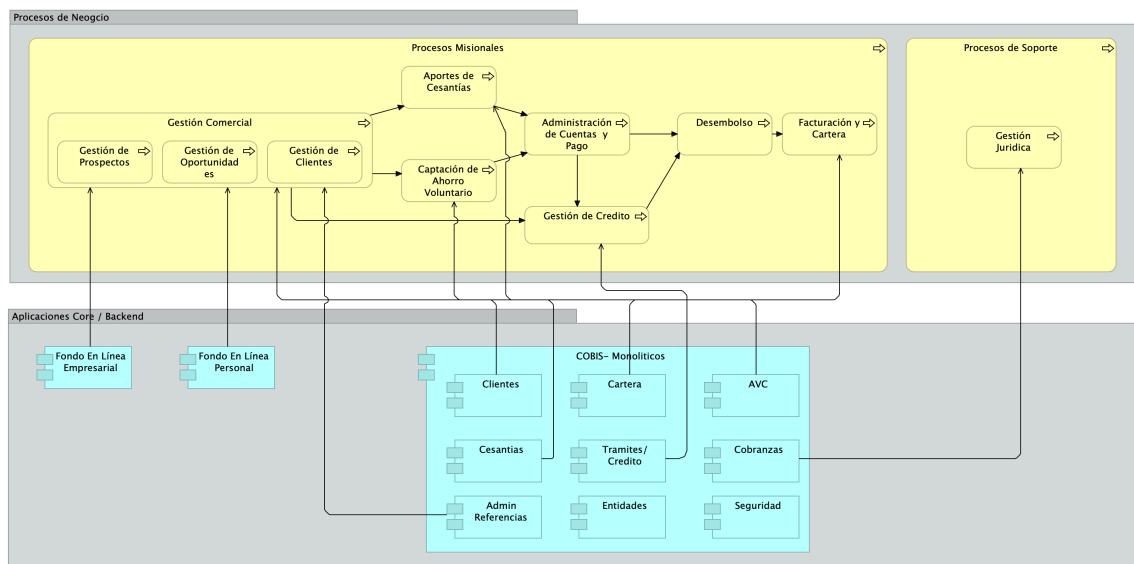 Procesos de Neogcio
Procesos Misionales
Procesos de Soporte
Aportes de
Cesantías
Gestión Comercial
Administración
de Cuentas y
Pago
Desembolso
Facturación y
Cartera
Gestión
Juridica
Gestión de
Prospectos
Gestión de
Oportunidad
es
Gestión de
Clientes
Captación de
Ahorro
Voluntario
Gestión de Credito
Aplicaciones Core / Backend
Fondo En Línea
Empresarial
Fondo En Línea
Personal
COBIS- Monoliticos
Clientes
Cartera
AVC
Cesantias
Tramites/
Credito
Cobranzas
Admin
Referencias
Entidades
Seguridad